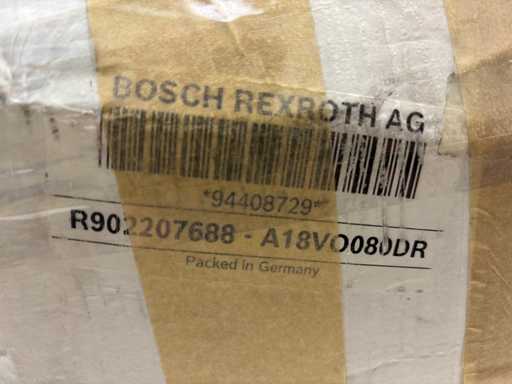 BOSCH REXROTH AG
*94408729*
R902207688 - A18VO080DR
Packed in Germany